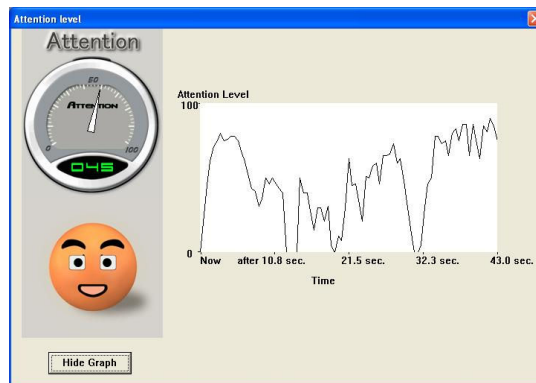 Attention level
Attention
50
ATTENTION
0
100
045
Hide Graph
Attention Level
100
0
Now
after 10.8 sec.
21.5 sec.
32.3 sec.
43.0 sec.
Time